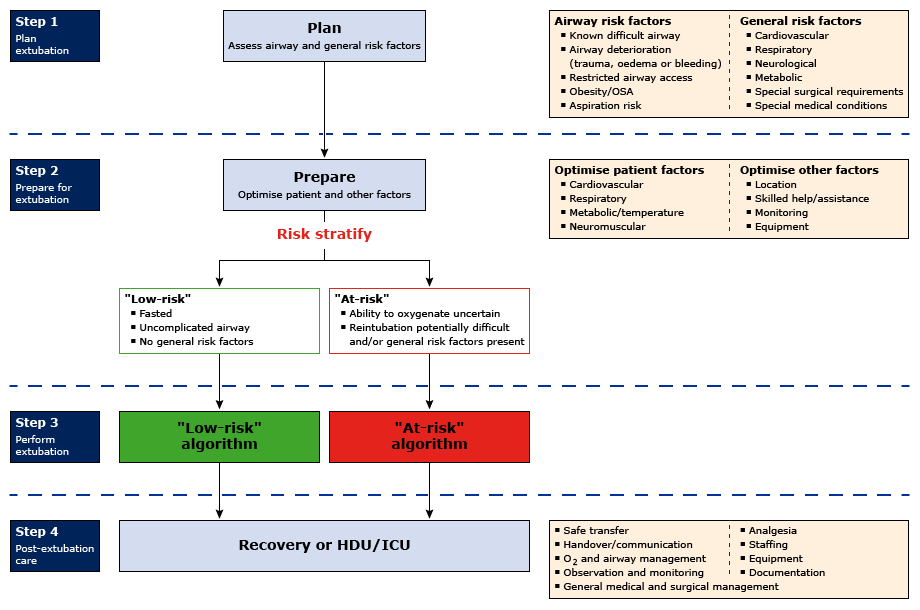 Step 1
Plan
extubation
Plan
Assess airway and general risk factors
Airway risk factors
▪ Known difficult airway
▪ Airway deterioration
(trauma, oedema or bleeding)
▪ Restricted airway access
▪ Obesity/OSA
▪ Aspiration risk
General risk factors
▪ Cardiovascular
▪ Respiratory
▪ Neurological
▪ Metabolic
▪ Special surgical requirements
▪ Special medical conditions
Step 2
Prepare for
extubation
Prepare
Optimise patient and other factors
Optimise patient factors
▪ Cardiovascular
▪ Respiratory
▪ Metabolic/temperature
▪ Neuromuscular
Optimise other factors
▪ Location
▪ Skilled help/assistance
▪ Monitoring
▪ Equipment
Risk stratify
"Low-risk"
▪ Fasted
▪ Uncomplicated airway
▪ No general risk factors
"At-risk"
▪ Ability to oxygenate uncertain
▪ Reintubation potentially difficult
and/or general risk factors present
Step 3
Perform
extubation
"Low-risk"
algorithm
"At-risk"
algorithm
Step 4
Post-extubation
care
Recovery or HDU/ICU
▪ Safe transfer
▪ Handover/communication
▪ O₂ and airway management
▪ Observation and monitoring
▪ General medical and surgical management
▪ Analgesia
▪ Staffing
▪ Equipment
▪ Documentation